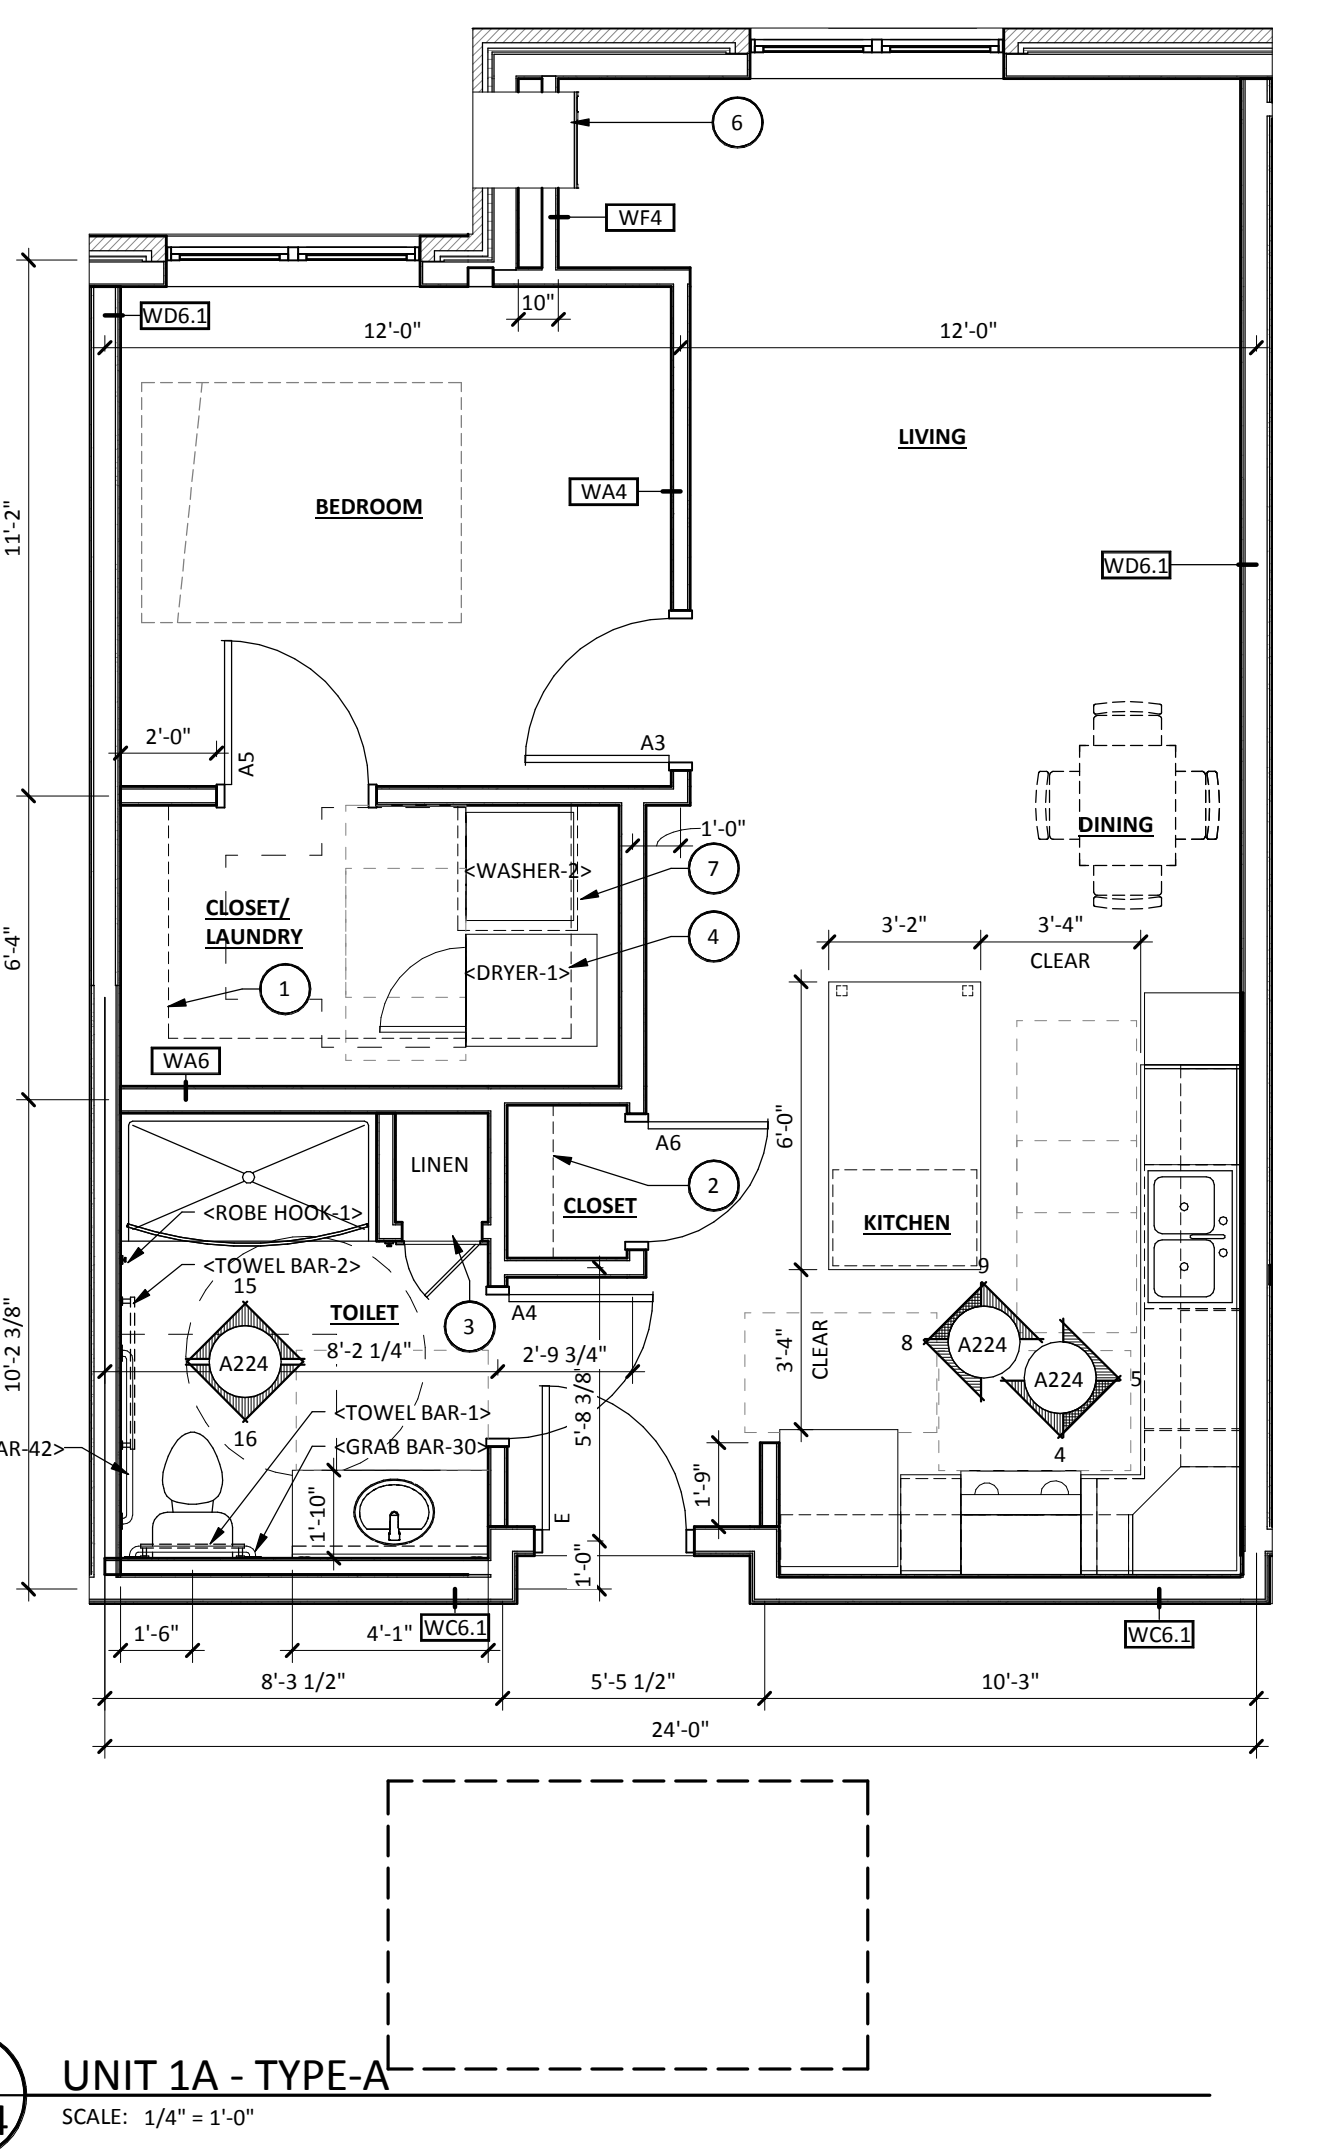 6
WF4
WD6.1
10"
12'-0"
12'-0"
LIVING
BEDROOM
WA4
11'-2"
WD6.1
2'-0"
A5
A3
1'-0"
DINING
<WASHER-2>
7
CLOSET/
LAUNDRY
4
3'-2"
3'-4"
CLEAR
6'-4"
<DRYER-1>
1
WA6
6'-0"
A6
LINEN
2
CLOSET
<ROBE HOOK-1>
KITCHEN
<TOWEL BAR-2>
15
9
TOILET
A4
3
8'-2 1/4"
2'-9 3/4"
A224
3'-4"
CLEAR
8
A224
A224
5
10'-2 3/8"
5'-8 3/8"
<TOWEL BAR-1>
16
AR-42>
<GRAB BAR-30>
4
1'-10"
1'-9"
E
1'-0"
1'-6"
4'-1"
WC6.1
WC6.1
8'-3 1/2"
5'-5 1/2"
10'-3"
24'-0"
UNIT 1A - TYPE-A
SCALE: 1/4" = 1'-0"